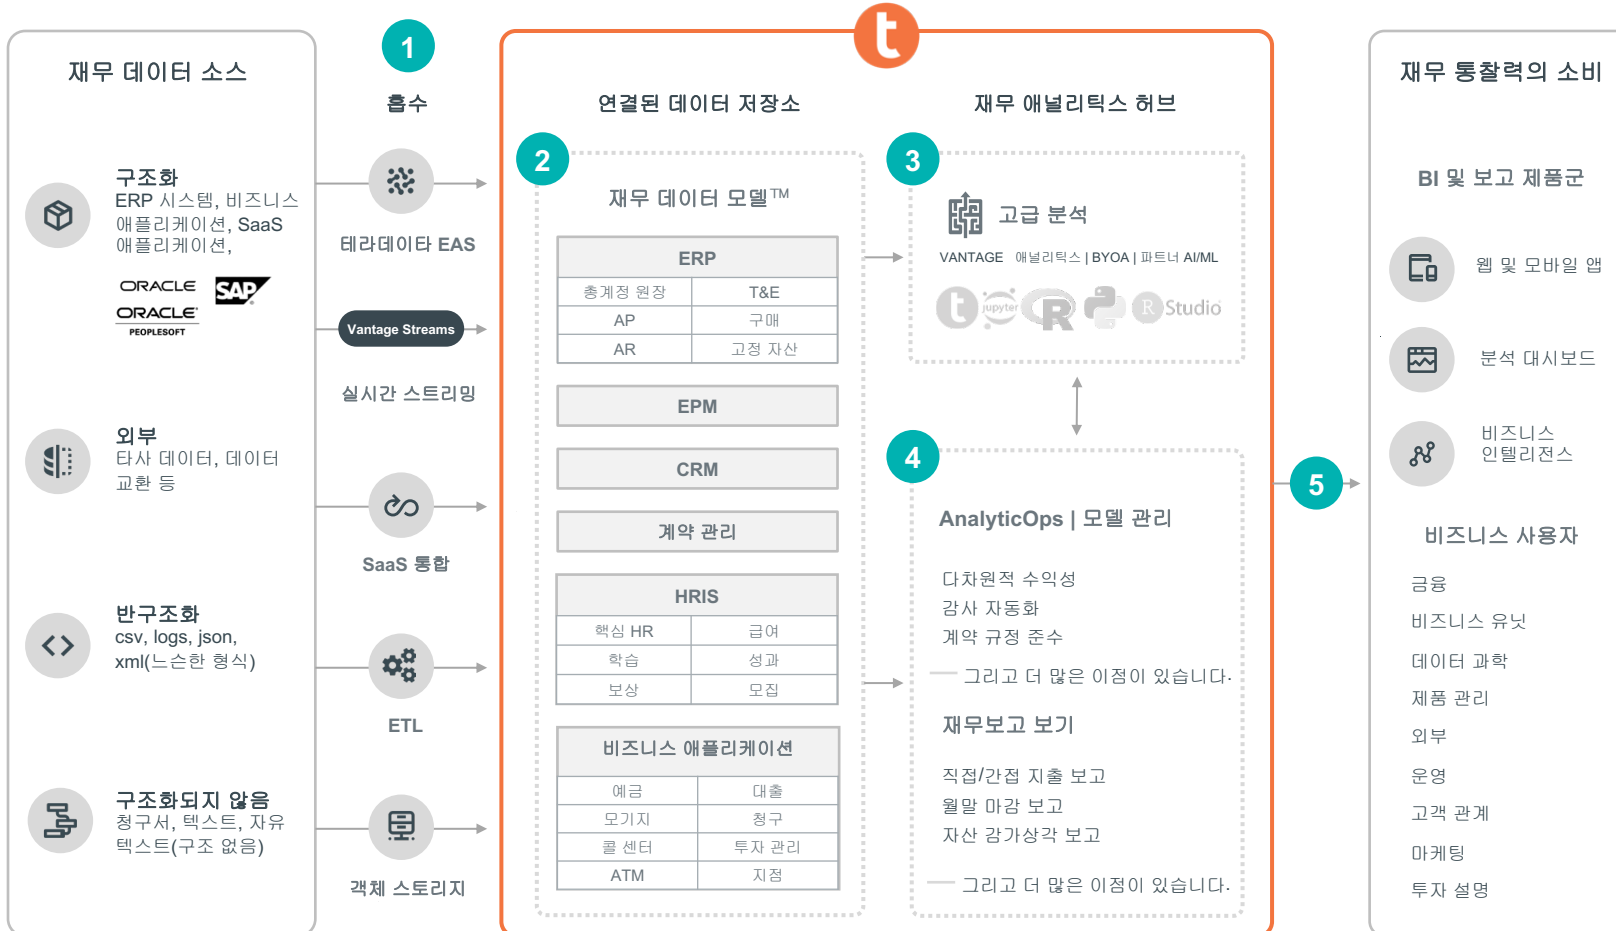 재무 데이터 소스
구조화
ERP 시스템, 비즈니스
애플리케이션, SaaS
애플리케이션,
ORACLE
SAP
ORACLE
PEOPLESOFT
외부
타사 데이터, 데이터
교환 등
반구조화
csv, logs, json,
xml(느슨한 형식)
구조화되지 않음
청구서, 텍스트, 자유
텍스트(구조 없음)
1
흡수
테라데이타 EAS
Vantage Streams
실시간 스트리밍
SaaS 통합
ETL
객체 스토리지
t
연결된 데이터 저장소
2
재무 데이터 모델™
ERP
총계정 원장 T&E
AP 구매
AR 고정 자산
EPM
CRM
계약 관리
HRIS
핵심 HR 급여
학습 성과
보상 모집
비즈니스 애플리케이션
예금 대출
모기지 청구
콜 센터 투자 관리
ATM 지점
재무 애널리틱스 허브
3
고급 분석
VANTAGE 애널리틱스 | BYOA | 파트너 AI/ML
t jupyter R R Studio
4
AnalyticOps | 모델 관리
다차원적 수익성
감사 자동화
계약 규정 준수
그리고 더 많은 이점이 있습니다.
재무보고 보기
직접/간접 지출 보고
월말 마감 보고
자산 감가상각 보고
그리고 더 많은 이점이 있습니다.
5
재무 통찰력의 소비
BI 및 보고 제품군
웹 및 모바일 앱
분석 대시보드
비즈니스
인텔리전스
비즈니스 사용자
금융
비즈니스 유닛
데이터 과학
제품 관리
외부
운영
고객 관계
마케팅
투자 설명